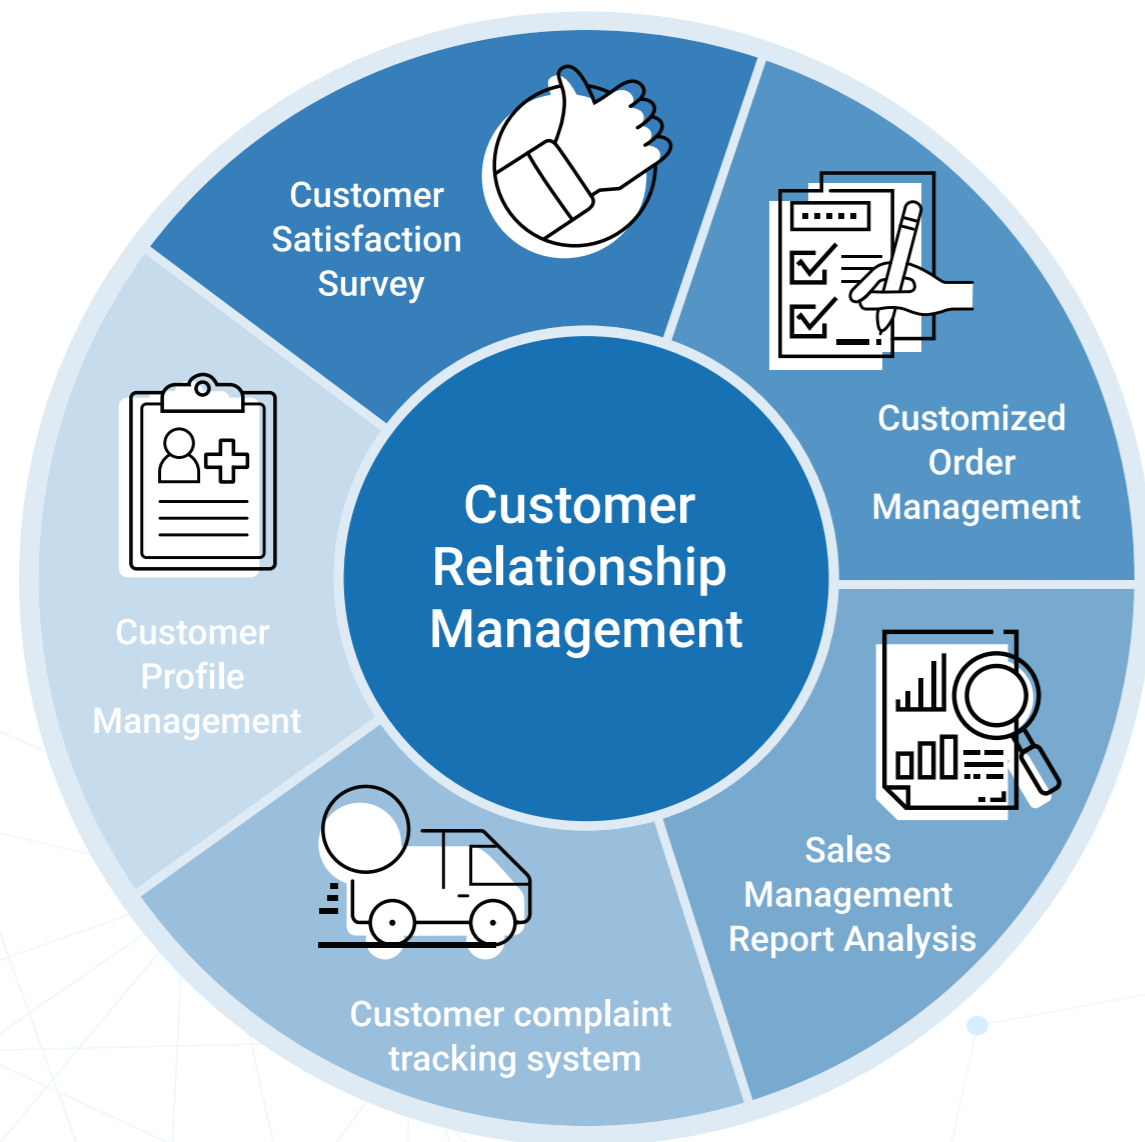 Customer
Satisfaction
Survey
Customized
Order
Management
Customer
Relationship
Management
Customer
Profile
Management
Sales
Management
Report Analysis
Customer complaint
tracking system